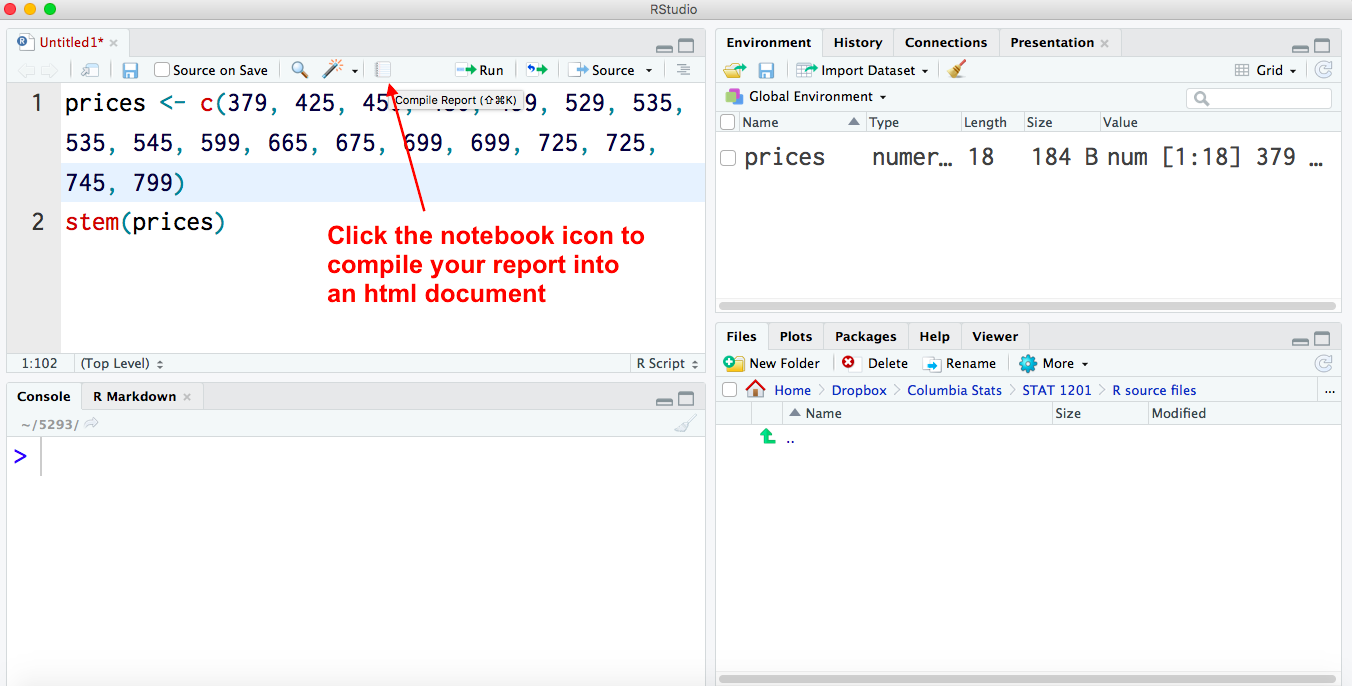 RStudio
Untitled1*
Source on Save
Run
Source
1 prices <- c(379, 425, 529, 535,
Compile Report (⇧⌘K)
535, 545, 599, 665, 675, 699, 699, 725, 725,
745, 799)
2 stem(prices)
Click the notebook icon to
compile your report into
an html document
1:102 (Top Level) R Script
Console R Markdown
~/5293/
>
Environment History Connections Presentation
Import Dataset Grid
Global Environment
Name Type Length Size Value
prices numer… 18 184 B num [1:18] 379 …
Files Plots Packages Help Viewer
New Folder Delete Rename More
Home Dropbox Columbia Stats STAT 1201 R source files ...
Name Size Modified
..